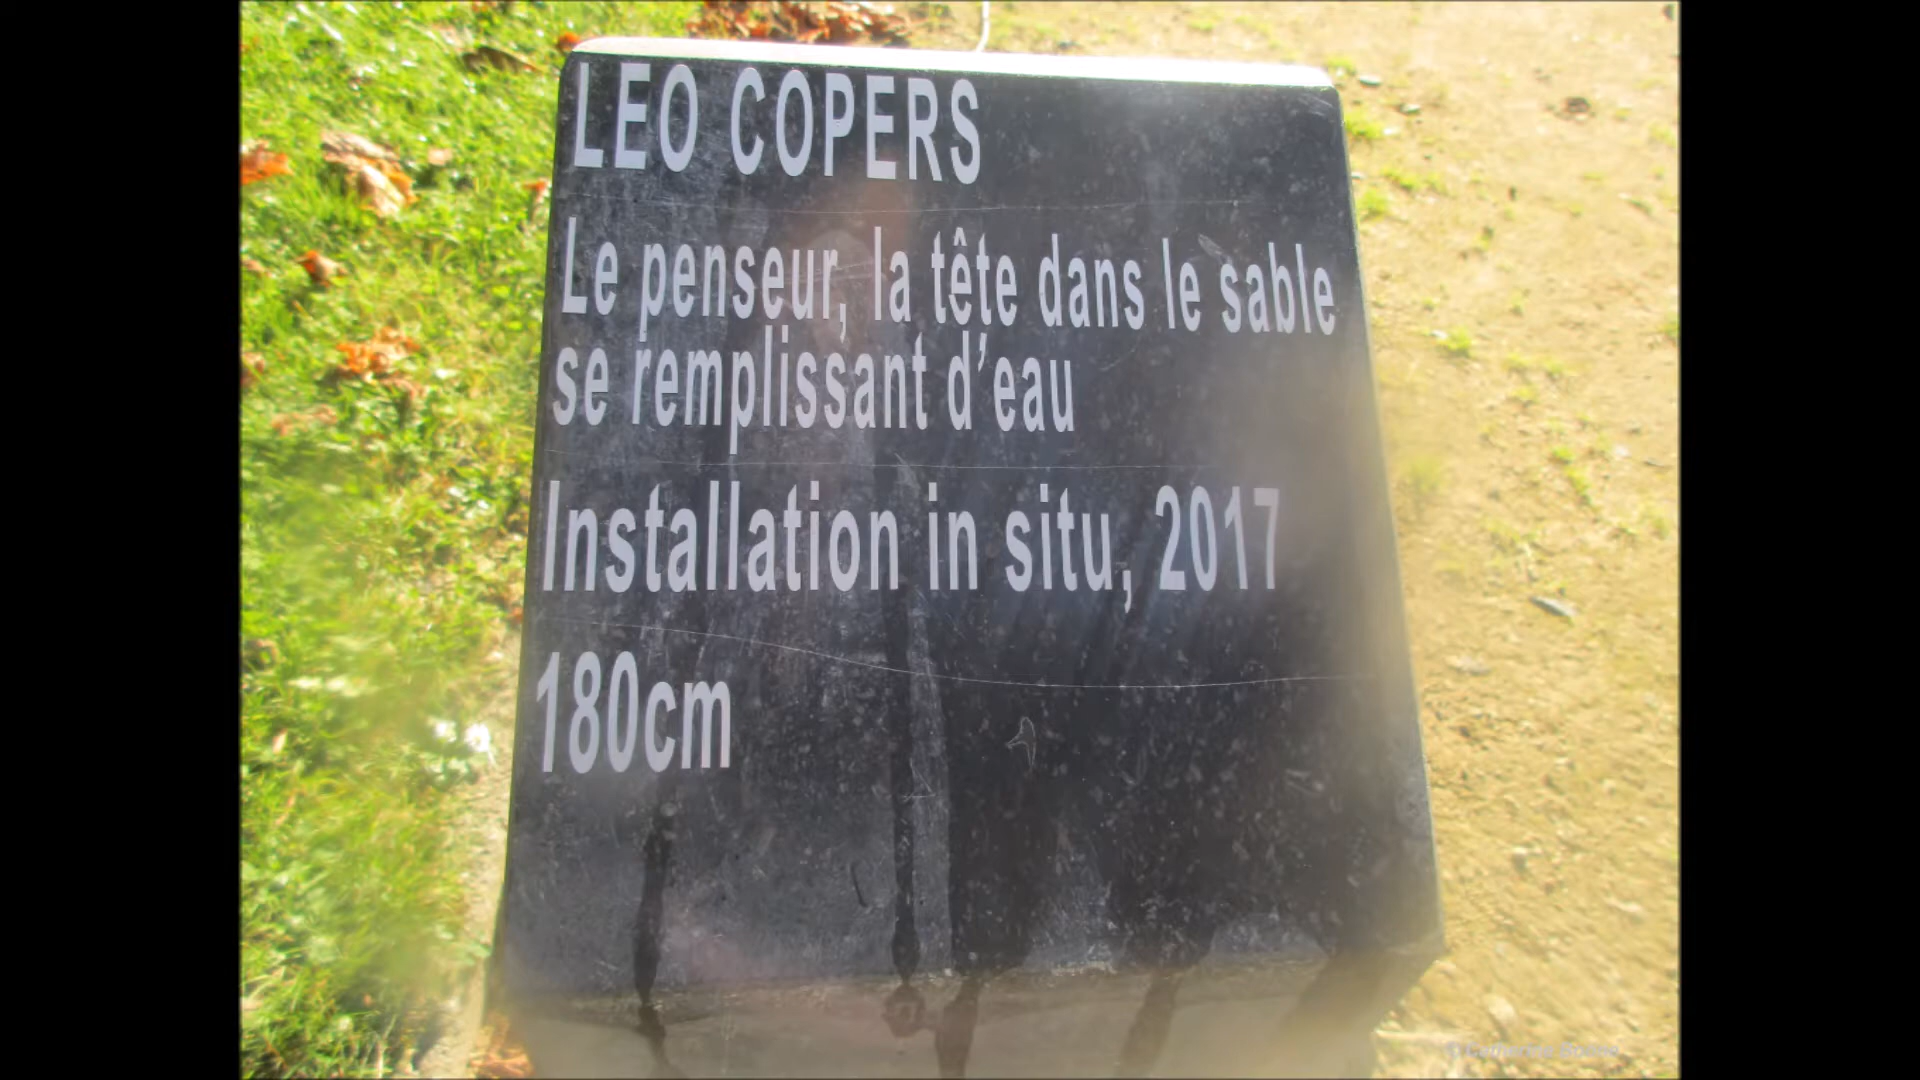 LEO COPERS
Le penseur, la tête dans le sable
se remplissant d'eau
Installation in situ, 2017
180cm